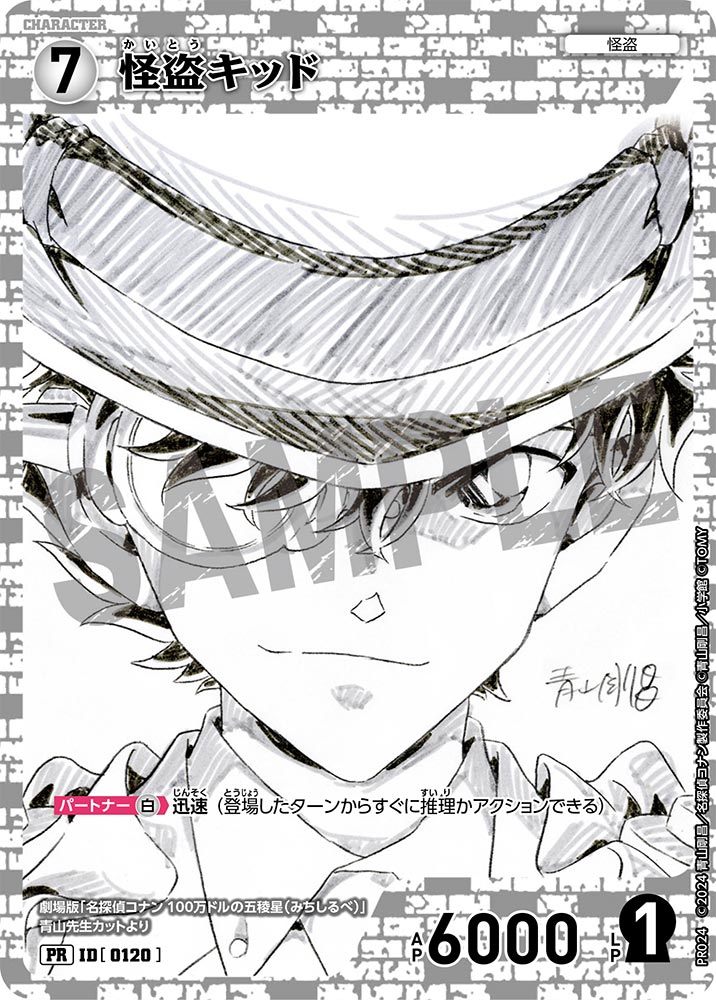 CHARACTER
7
かいとう
怪盗キッド
怪盗
SAMPLE
青山剛昌
じんそく とうじょう すいり
パートナー 白 迅速（登場したターンからすぐに推理かアクションできる）
劇場版「名探偵コナン 100万ドルの五稜星（みちしるべ）」
青山先生カットより
PR ID[ 0120 ]
AP 6000
LP 1
PR024 ©2024 青山剛昌／名探偵コナン製作委員会 ©青山剛昌／小学館 ©TOMY